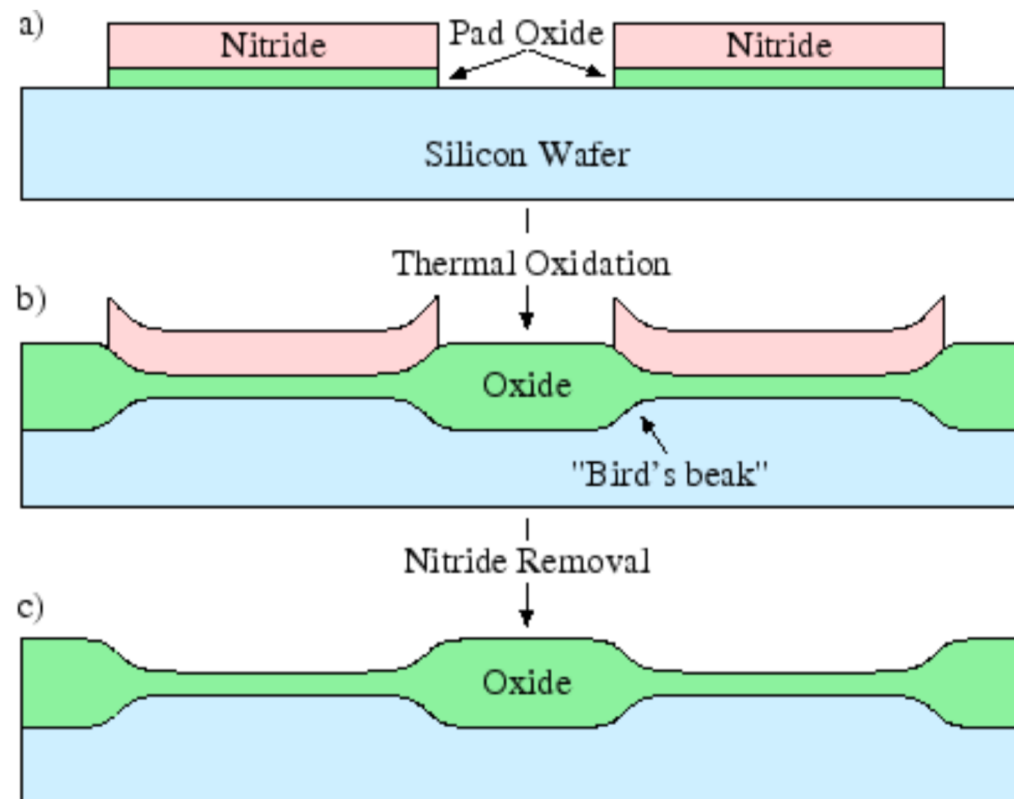 a)
Nitride
Pad Oxide
Nitride
Silicon Wafer
Thermal Oxidation
b)
Oxide
"Bird's beak"
Nitride Removal
c)
Oxide